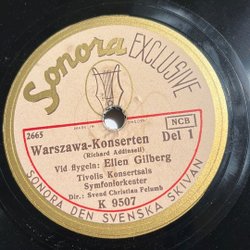 Sonora EXCLUSIVE
2665
NCB
Warszawa-Konserten Del 1
(Richard Addinsell)
Vid flygeln: Ellen Gilberg
Tivolis Konsertsals
Symfoniorkester
Dir.: Svend Christian Felumb
K 9507
SONORA DEN SVENSKA SKIVAN